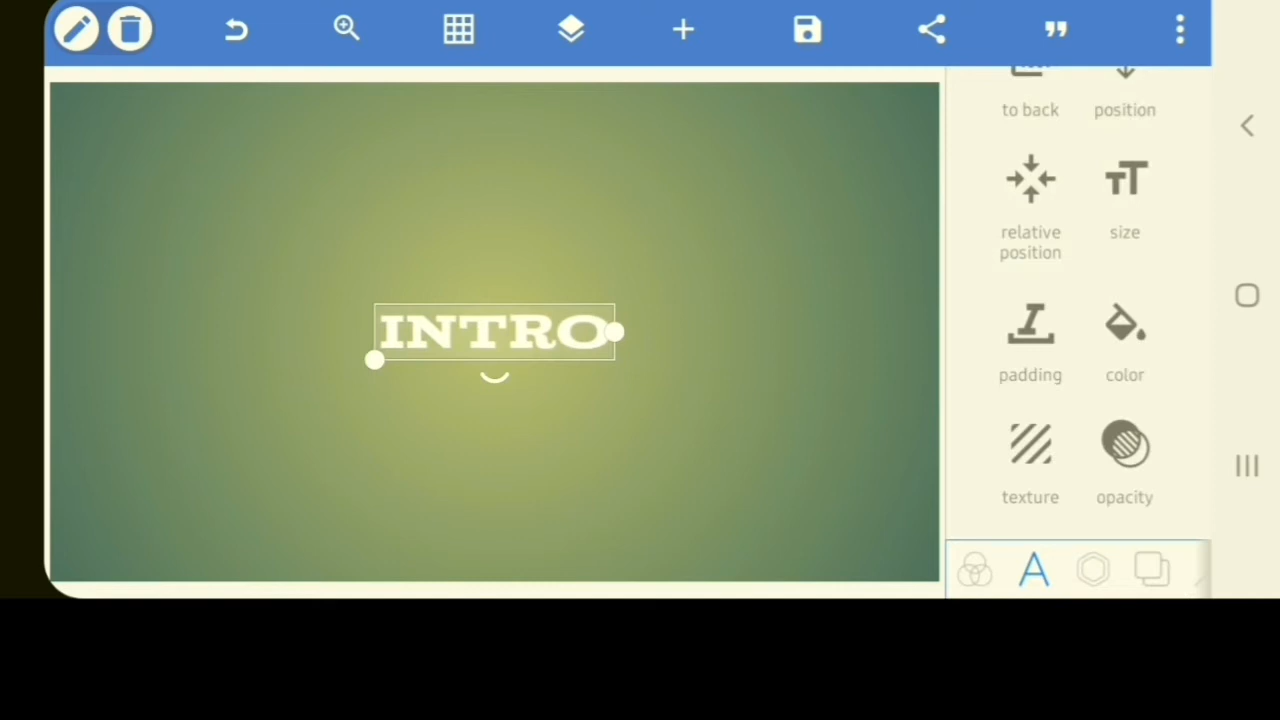 to back
position
relative
position
size
INTRO
padding
color
texture
opacity